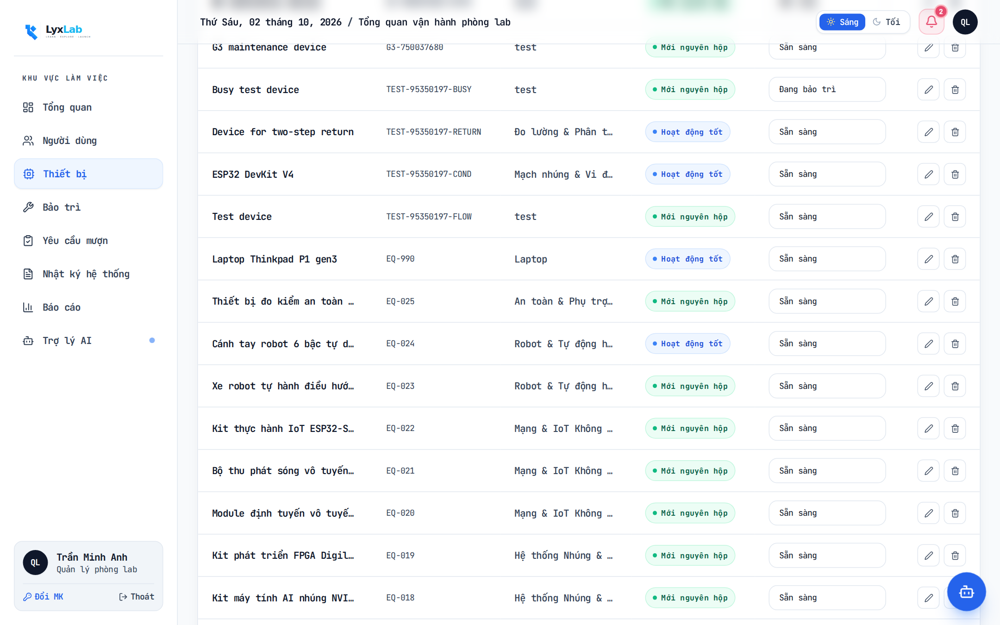 LyxLab
LEARN · EXPLORE · LAUNCH
KHU VỰC LÀM VIỆC
Tổng quan
Người dùng
Thiết bị
Bảo trì
Yêu cầu mượn
Nhật ký hệ thống
Báo cáo
Trợ lý AI
QL
Trần Minh Anh
Quản lý phòng lab
Đổi MK
Thoát
Thứ Sáu, 02 tháng 10, 2026 / Tổng quan vận hành phòng lab
Sáng
Tối
2
QL
G3 maintenance device G3-750037680 test Mới nguyên hộp Sẵn sàng
Busy test device TEST-95350197-BUSY test Mới nguyên hộp Đang bảo trì
Device for two-step return TEST-95350197-RETURN Đo lường & Phân t… Hoạt động tốt Sẵn sàng
ESP32 DevKit V4 TEST-95350197-COND Mạch nhúng & Vi đ… Hoạt động tốt Sẵn sàng
Test device TEST-95350197-FLOW test Mới nguyên hộp Sẵn sàng
Laptop Thinkpad P1 gen3 EQ-990 Laptop Hoạt động tốt Sẵn sàng
Thiết bị đo kiểm an toàn … EQ-025 An toàn & Phụ trợ… Mới nguyên hộp Sẵn sàng
Cánh tay robot 6 bậc tự d… EQ-024 Robot & Tự động h… Hoạt động tốt Sẵn sàng
Xe robot tự hành điều hướ… EQ-023 Robot & Tự động h… Mới nguyên hộp Sẵn sàng
Kit thực hành IoT ESP32-S… EQ-022 Mạng & IoT Không … Mới nguyên hộp Sẵn sàng
Bộ thu phát sóng vô tuyến… EQ-021 Mạng & IoT Không … Mới nguyên hộp Sẵn sàng
Module định tuyến vô tuyế… EQ-020 Mạng & IoT Không … Mới nguyên hộp Sẵn sàng
Kit phát triển FPGA Digil… EQ-019 Hệ thống Nhúng & … Mới nguyên hộp Sẵn sàng
Kit máy tính AI nhúng NVI… EQ-018 Hệ thống Nhúng & … Mới nguyên hộp Sẵn sàng